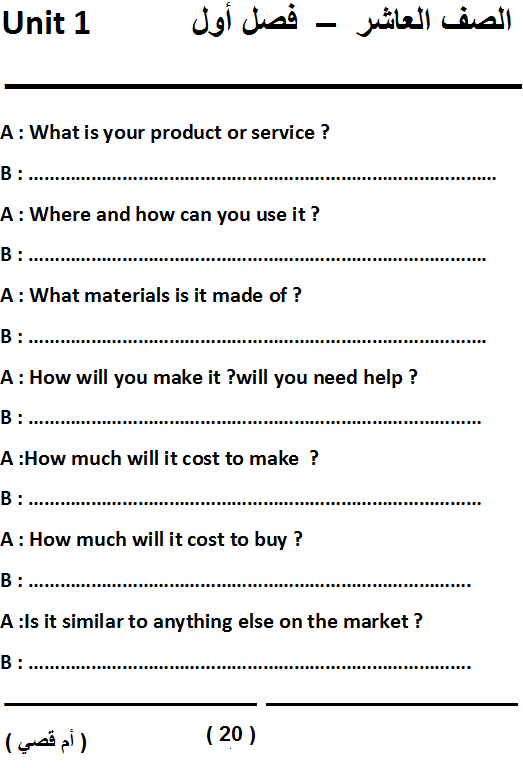 Unit 1 الصف العاشر – فصل أول
A : What is your product or service ?
B : ........................................................................................
A : Where and how can you use it ?
B : ......................................................................................
A : What materials is it made of ?
B : ......................................................................................
A : How will you make it ?will you need help ?
B : .....................................................................................
A :How much will it cost to make  ?
B : .....................................................................................
A : How much will it cost to buy ?
B : ...................................................................................
A :Is it similar to anything else on the market ?
B : ...................................................................................
( أم قصي ) ( 20 )